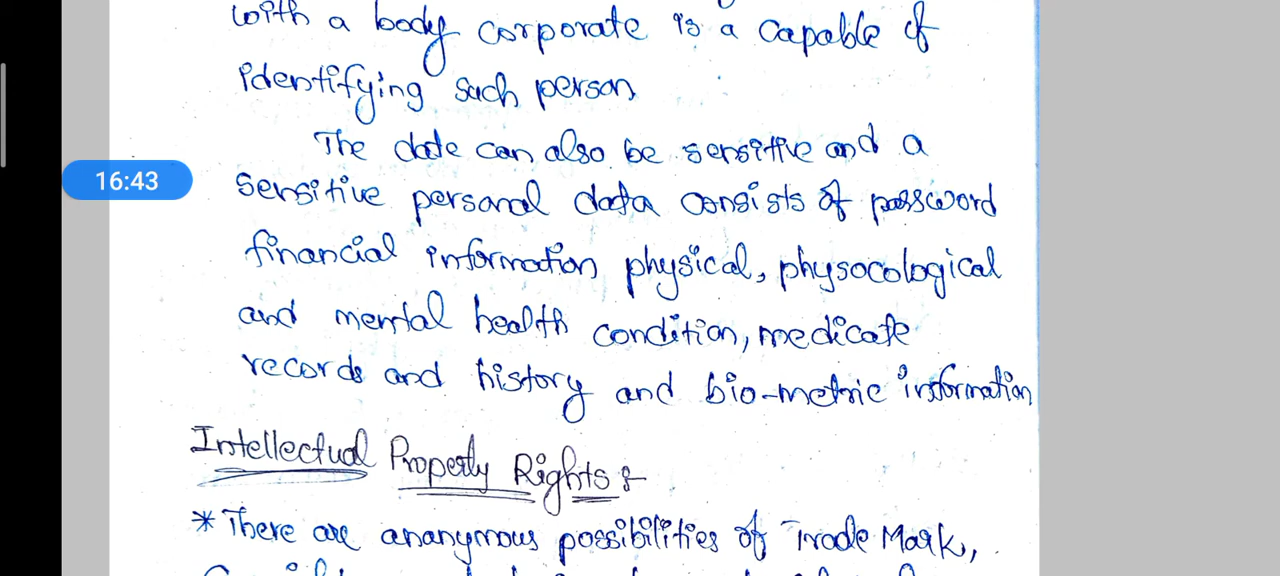 with a body corporate is a capable of
identifying such person
The date can also be sensitive and a
16:43
sensitive personal data consists of password
financial information physical, physocological
and mental health condition, medicate
records and history and bio-metric information
Intellectual Property Rights :-
* There are ananymous possibilities of Trade Mark,